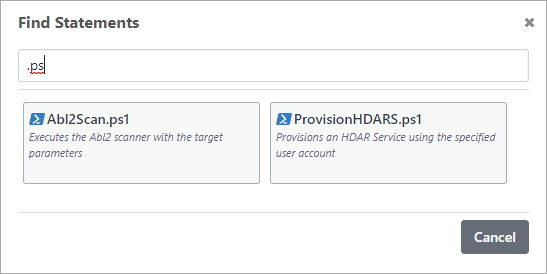 Find Statements
.ps
Abl2Scan.ps1
Executes the Abl2 scanner with the target
parameters
ProvisionHDARS.ps1
Provisions an HDAR Service using the specified
user account
Cancel